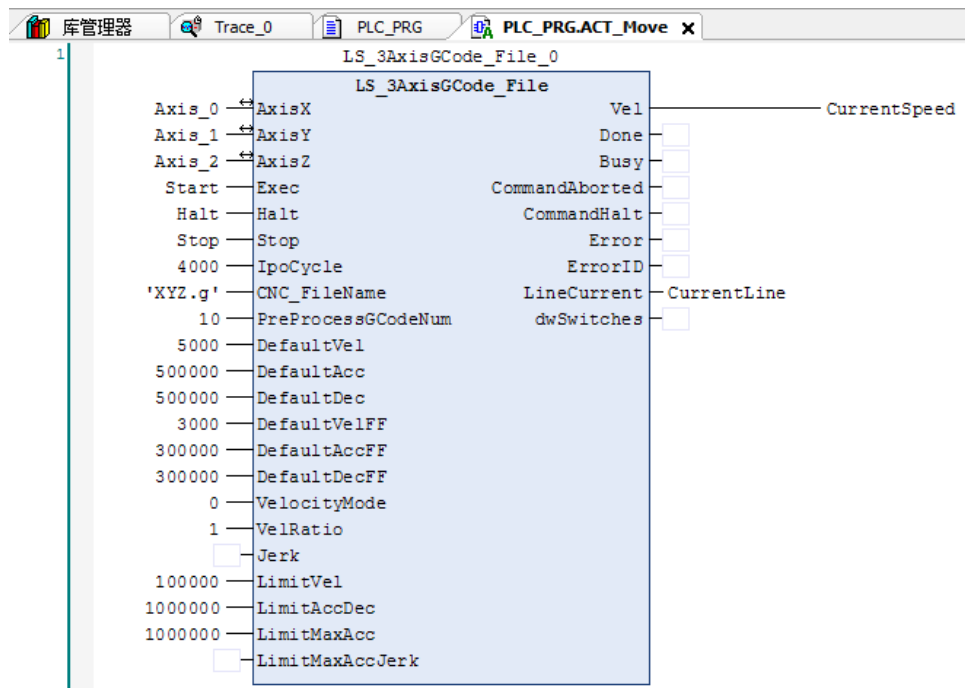 库管理器 Trace_0 PLC_PRG PLC_PRG.ACT_Move X
1
LS_3AxisGCode_File_0
LS_3AxisGCode_File
Axis_0 AxisX Vel CurrentSpeed
Axis_1 AxisY Done
Axis_2 AxisZ Busy
Start Exec CommandAborted
Halt Halt CommandHalt
Stop Stop Error
4000 IpoCycle ErrorID
'XYZ.g' CNC_FileName LineCurrent CurrentLine
10 PreProcessGCodeNum dwSwitches
5000 DefaultVel
500000 DefaultAcc
500000 DefaultDec
3000 DefaultVelFF
300000 DefaultAccFF
300000 DefaultDecFF
0 VelocityMode
1 VelRatio
Jerk
100000 LimitVel
1000000 LimitAccDec
1000000 LimitMaxAcc
LimitMaxAccJerk